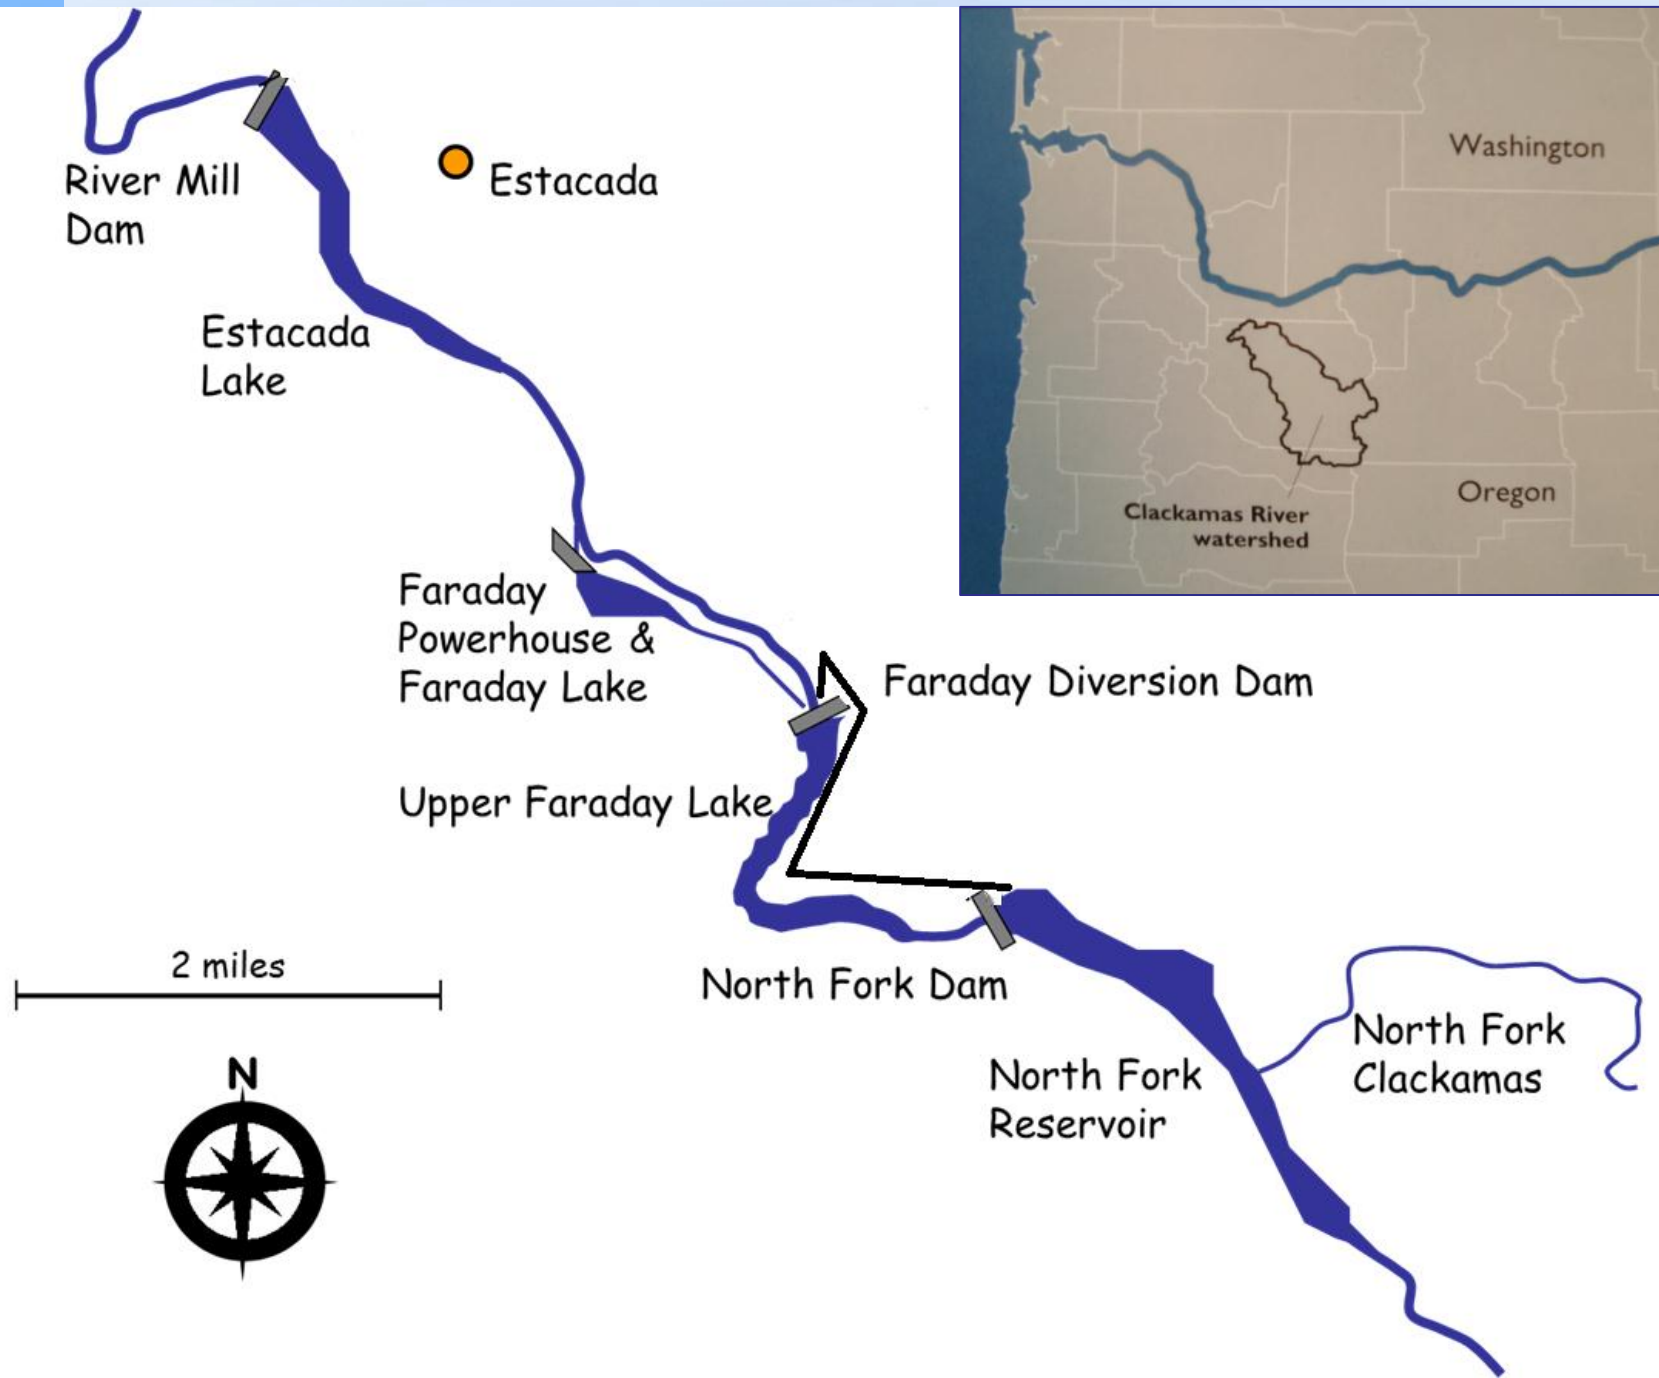 River Mill
Dam
Estacada
Estacada
Lake
Washington
Oregon
Clackamas River
watershed
Faraday
Powerhouse &
Faraday Lake
Faraday Diversion Dam
Upper Faraday Lake
2 miles
North Fork Dam
N
North Fork
Reservoir
North Fork
Clackamas